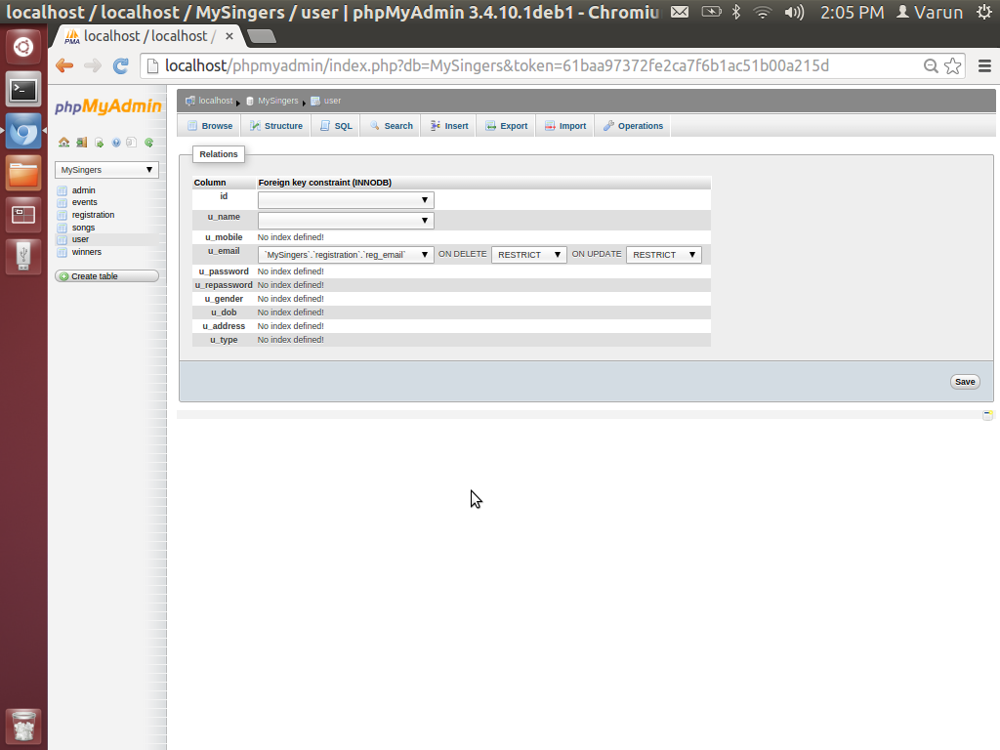 localhost / localhost / MySingers / user | phpMyAdmin 3.4.10.1deb1 - Chromiu 2:05 PM Varun
PMA localhost / localhost / ×
localhost/phpmyadmin/index.php?db=MySingers&token=61baa97372fe2ca7f6b1ac51b00a215d
phpMyAdmin
MySingers
admin
events
registration
songs
user
winners
Create table
localhost MySingers user
Browse Structure SQL Search Insert Export Import Operations
Relations
Column Foreign key constraint (INNODB)
id
u_name
u_mobile No index defined!
u_email `MySingers`.`registration`.`reg_email` ON DELETE RESTRICT ON UPDATE RESTRICT
u_password No index defined!
u_repassword No index defined!
u_gender No index defined!
u_dob No index defined!
u_address No index defined!
u_type No index defined!
Save